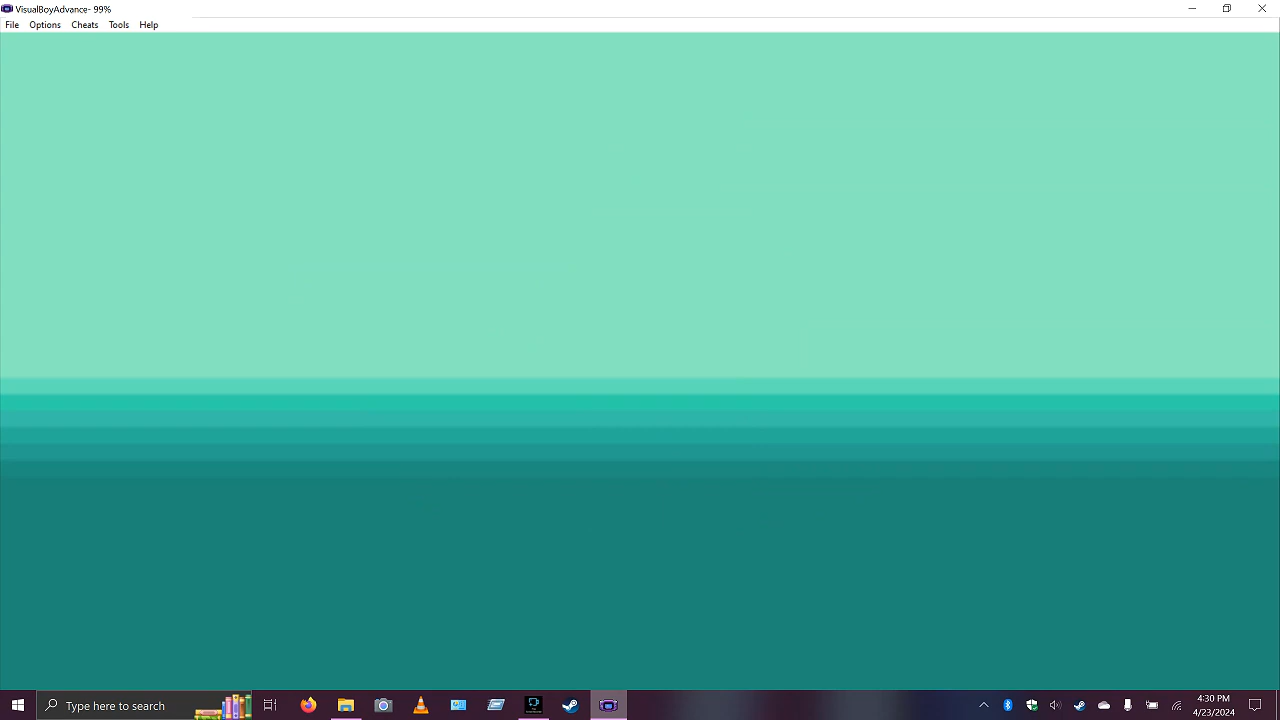 VisualBoyAdvance- 99%
File Options Cheats Tools Help
Type here to search
4:30 PM
4/23/2024